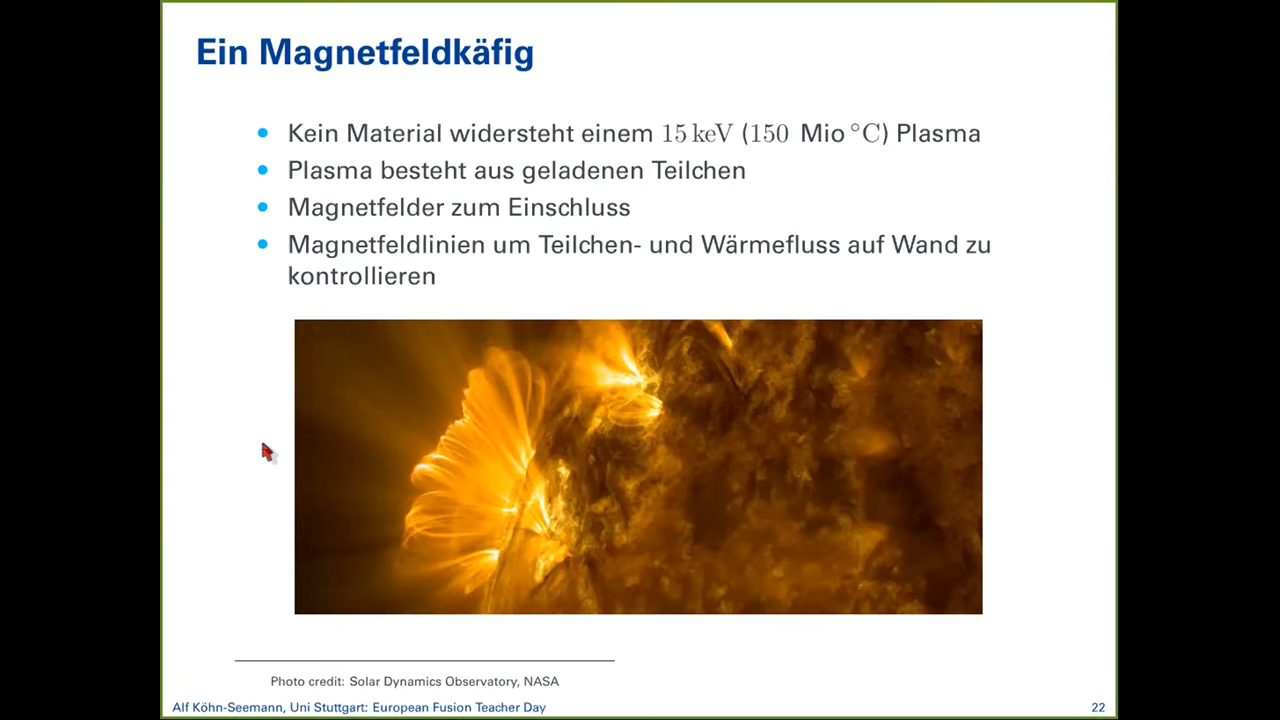 Ein Magnetfeldkäfig
• Kein Material widersteht einem 15 keV (150 Mio °C) Plasma
• Plasma besteht aus geladenen Teilchen
• Magnetfelder zum Einschluss
• Magnetfeldlinien um Teilchen- und Wärmefluss auf Wand zu
kontrollieren
Photo credit: Solar Dynamics Observatory, NASA
Alf Köhn-Seemann, Uni Stuttgart: European Fusion Teacher Day
22